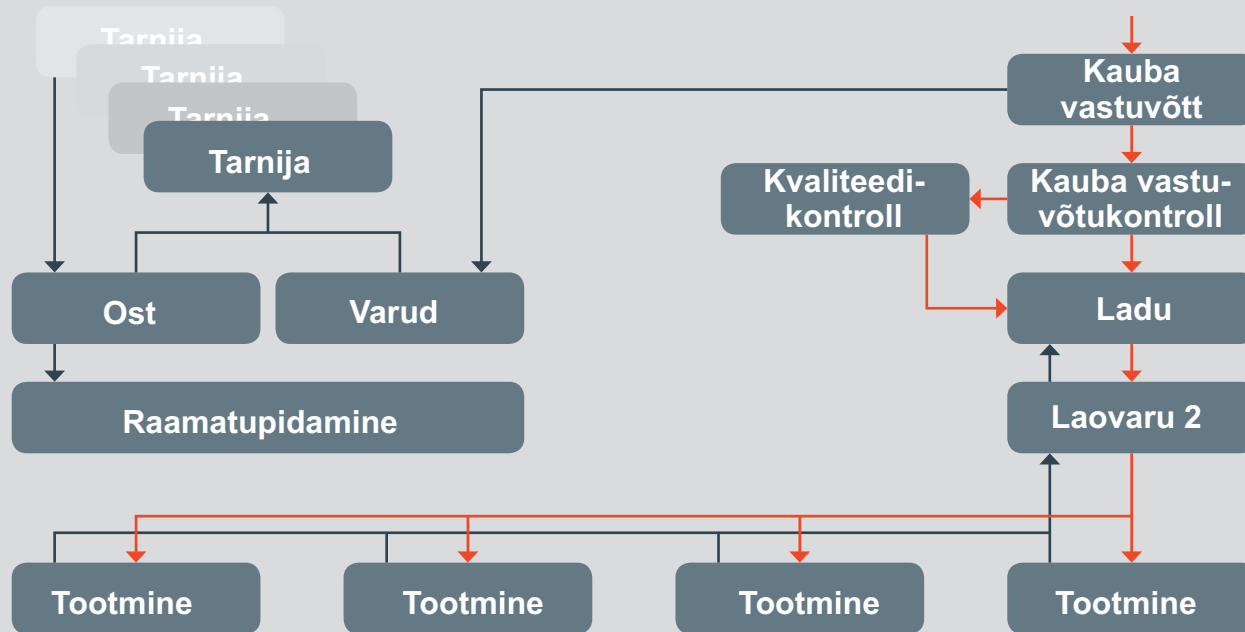 Tarnija
Tarnija
Tarnija
Tarnija
Kauba
vastuvõtt
Kvaliteedi-
kontroll
Kauba vastu-
võtukontroll
Ost
Varud
Ladu
Raamatupidamine
Laovaru 2
Tootmine
Tootmine
Tootmine
Tootmine